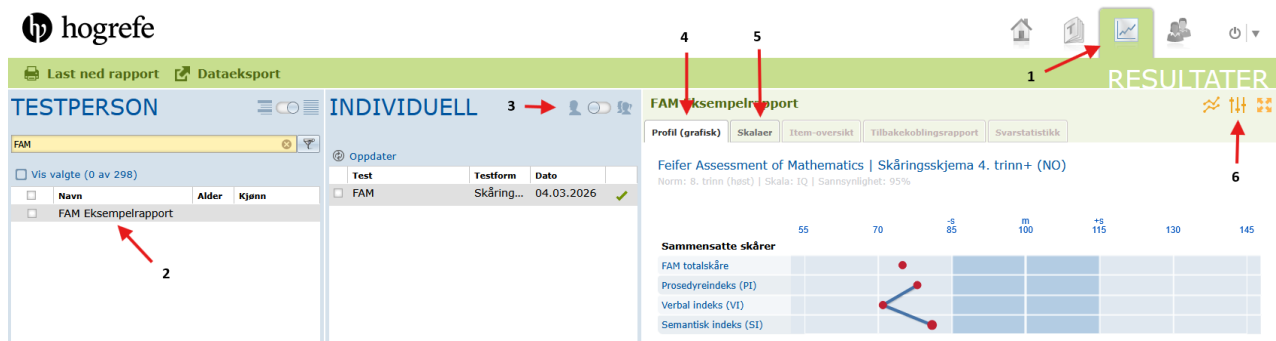 hogrefe
4
5
1
Last ned rapport Dataeksport
RESULTATER
TESTPERSON
FAM
Vis valgte (0 av 298)
Navn Alder Kjønn
FAM Eksempelrapport
2
INDIVIDUELL
3
Oppdater
Test Testform Dato
FAM Skåring... 04.03.2026
FAM Eksempelrapport
Profil (grafisk) Skalaer Item-oversikt Tilbakekoblingsrapport Svarstatistikk
6
Feifer Assessment of Mathematics | Skåringsskjema 4. trinn+ (NO)
Norm: 8. trinn (høst) | Skala: IQ | Sannsynlighet: 95%
-s m +s
55 70 85 100 115 130 145
Sammensatte skårer
FAM totalskåre
Prosedyreindeks (PI)
Verbal indeks (VI)
Semantisk indeks (SI)